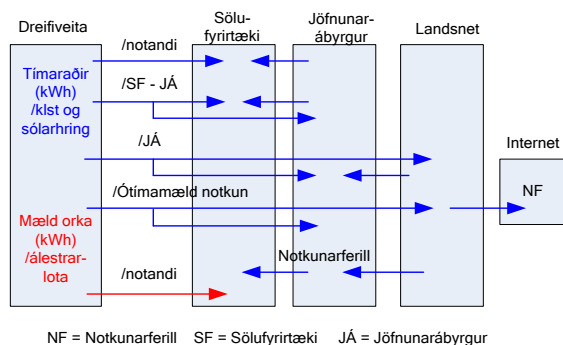 Dreifiveita
Sölu-
fyrirtæki
Jöfnunar-
ábyrgur
Landsnet
/notandi
Tímaraðir
(kWh)
/klst og
sólarhring
/SF - JÁ
/JÁ
Internet
NF
/Ótímamæld notkun
Mæld orka
(kWh)
/álestrar-
lota
Notkunarferill
/notandi
NF = Notkunarferill SF = Sölufyrirtæki JÁ = Jöfnunarábyrgur